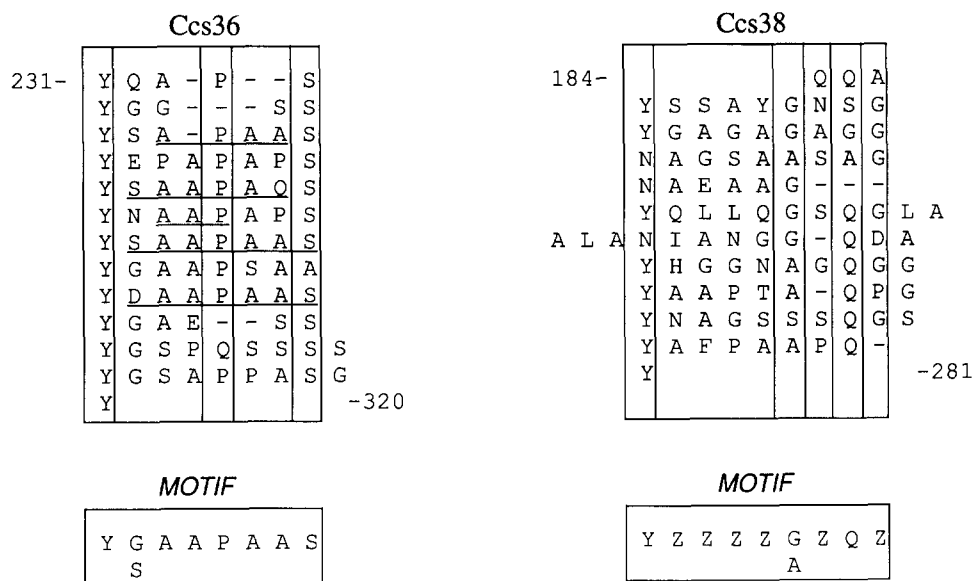 Ccs36
231- Y Q A - P - - S
Y G G - - - S S
Y S A - P A A S
Y E P A P A P S
Y S A A P A Q S
Y N A A P A P S
Y S A A P A A S
Y G A A P S A A
Y D A A P A A S
Y G A E - - S S
Y G S P Q S S S S
Y G S A P P A S G
Y -320
MOTIF
Y G A A P A A S
S
Ccs38
184- Q Q A
Y S S A Y G N S G
Y G A G A G A G G
N A G S A A S A G
N A E A A G - - -
Y Q L L Q G S Q G L A
A L A N I A N G G - Q D A
Y H G G N A G Q G G
Y A A P T A - Q P G
Y N A G S S S Q G S
Y A F P A A P Q -
Y -281
MOTIF
Y Z Z Z Z G Z Q Z
A